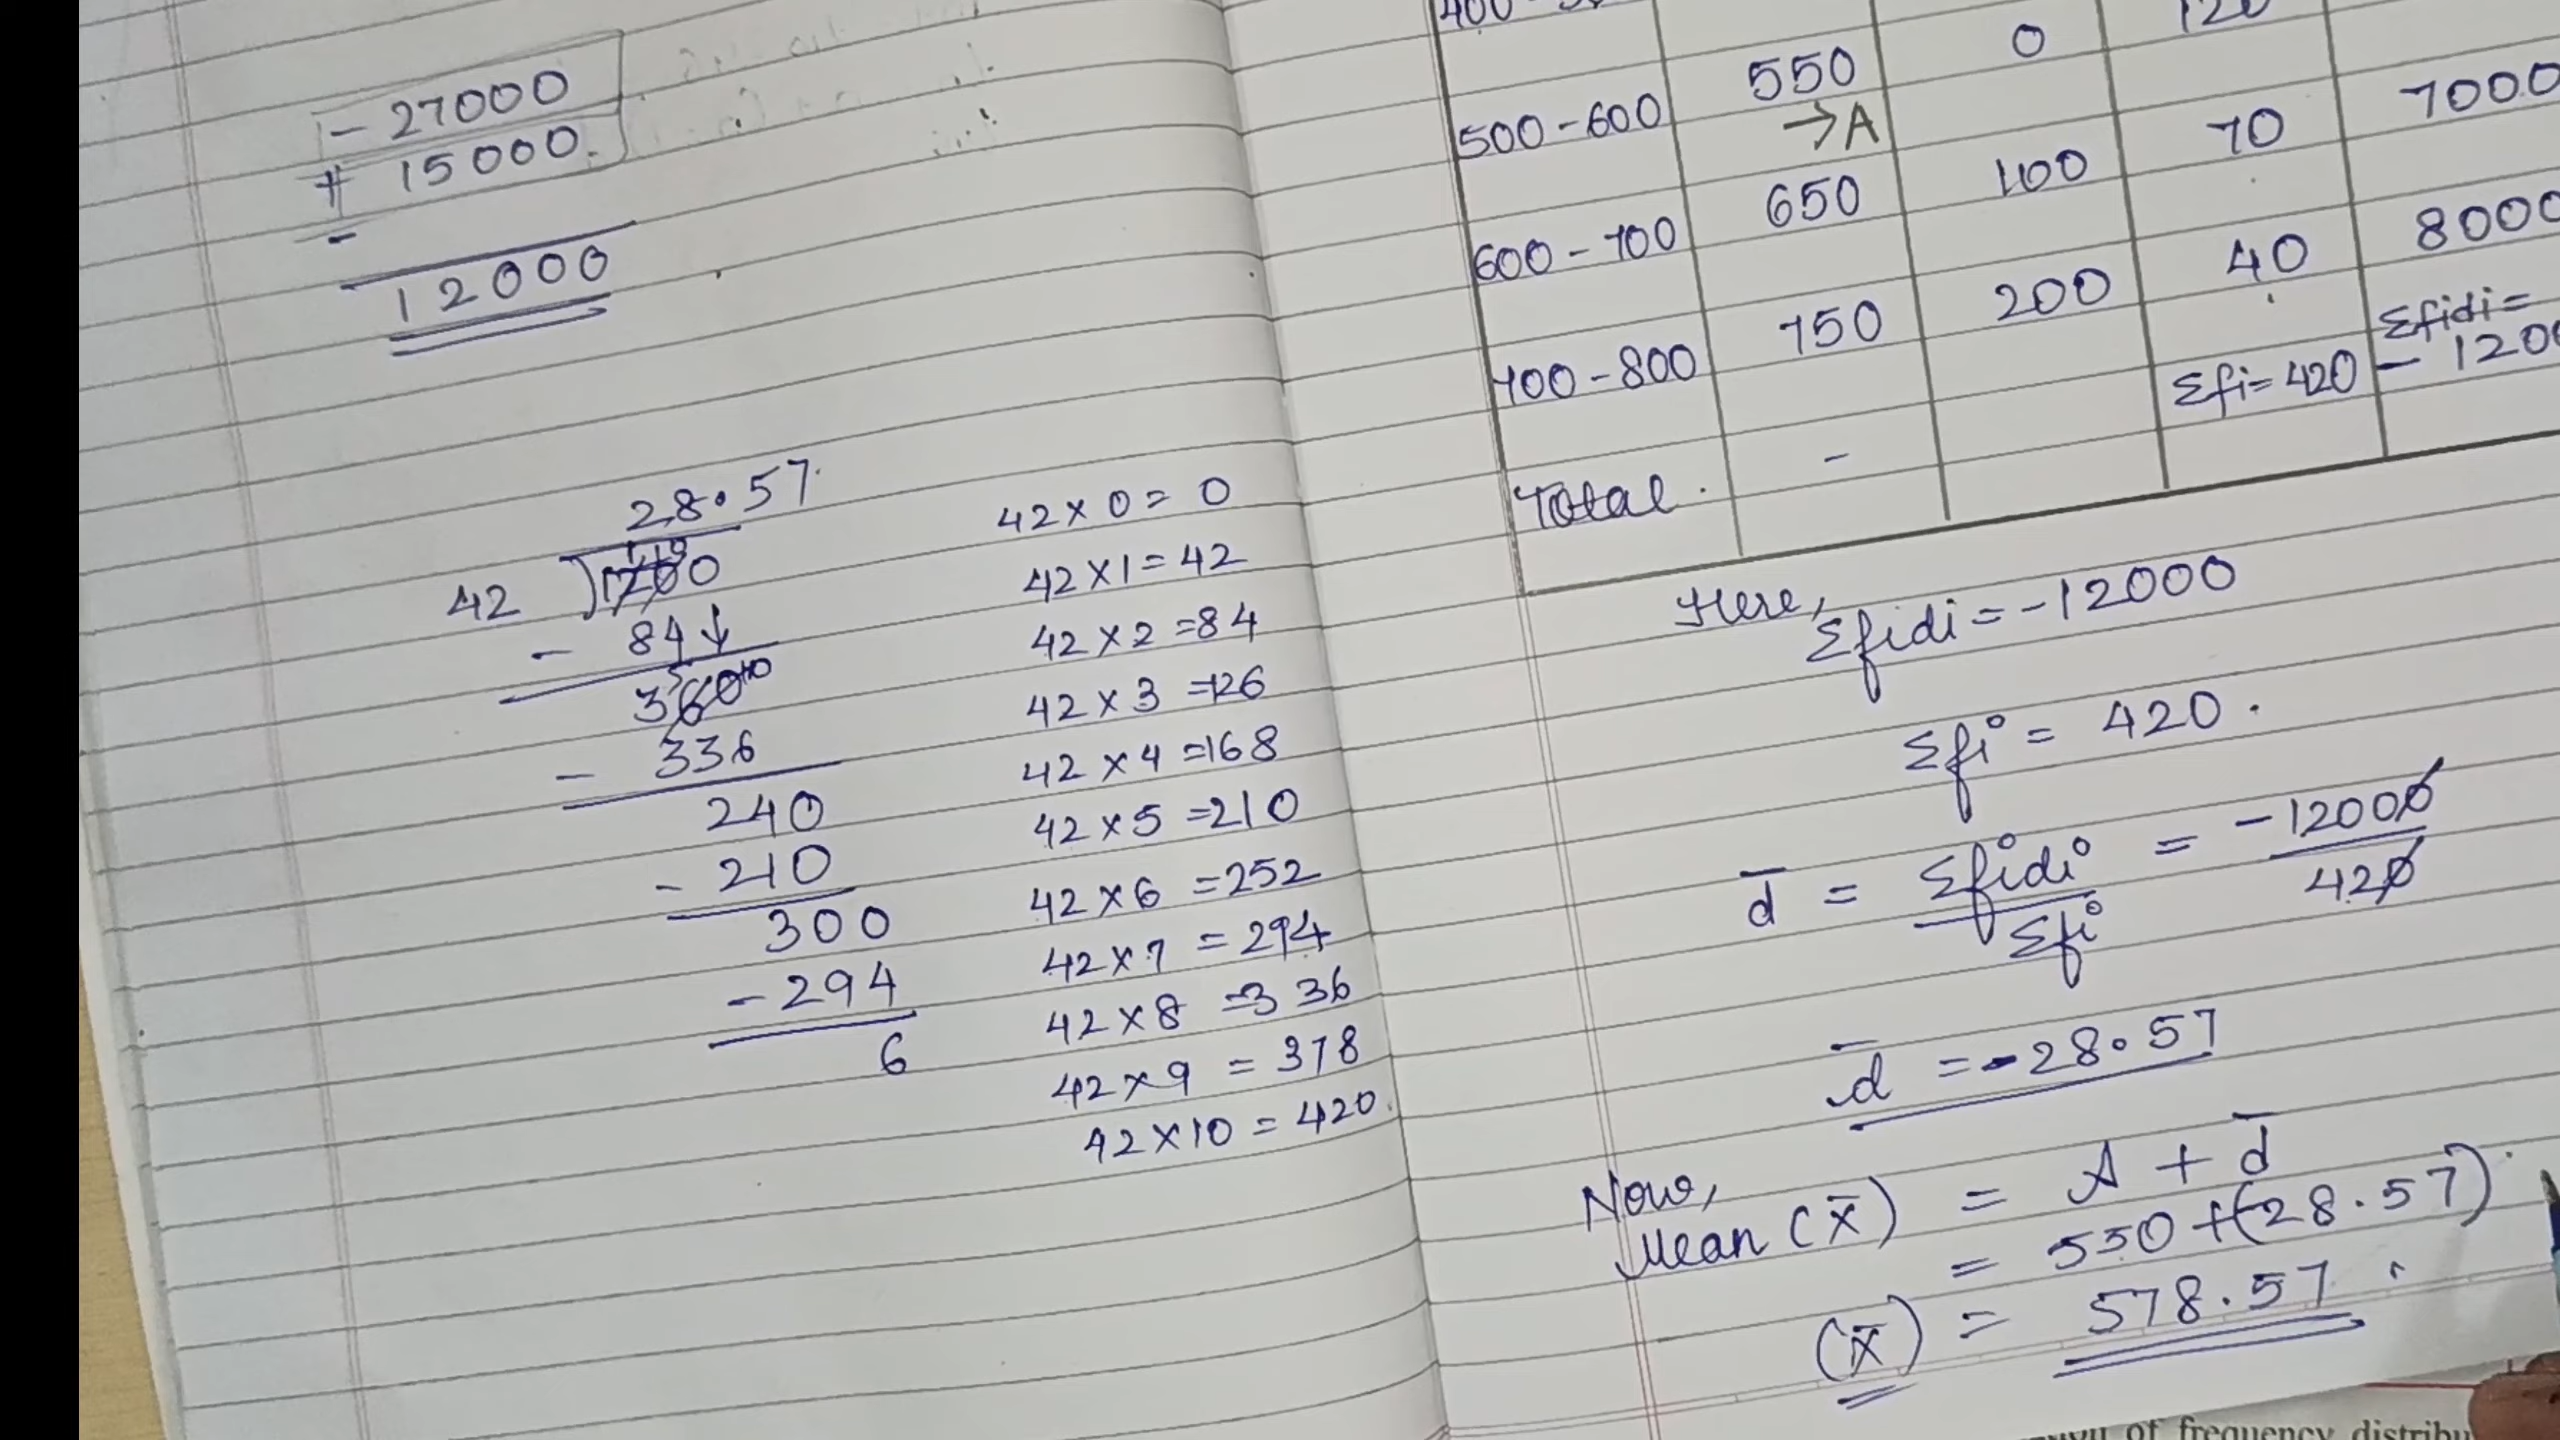 - 27000
+ 15000
-
12000
28.57
42 ) 1200
- 84 ↓
360
- 336
240
- 210
300
- 294
6
42 × 0 = 0
42 × 1 = 42
42 × 2 = 84
42 × 3 = 126
42 × 4 = 168
42 × 5 = 210
42 × 6 = 252
42 × 7 = 294
42 × 8 = 336
42 × 9 = 378
42 × 10 = 420.
0 120
500-600 550 → A 70 7000
600-700 650 100 40 8000
700-800 750 200 Σfi = 420 Σfidi = - 1200
Total. -
Here,
Σfidi = -12000
Σfi = 420.
d̄ = Σfidi / Σfi = -12000 / 420
d̄ = -28.57
Now,
Mean (x̄) = A + d̄
= 550 + (28.57)
(x̄) = 578.57.
of frequency distribu